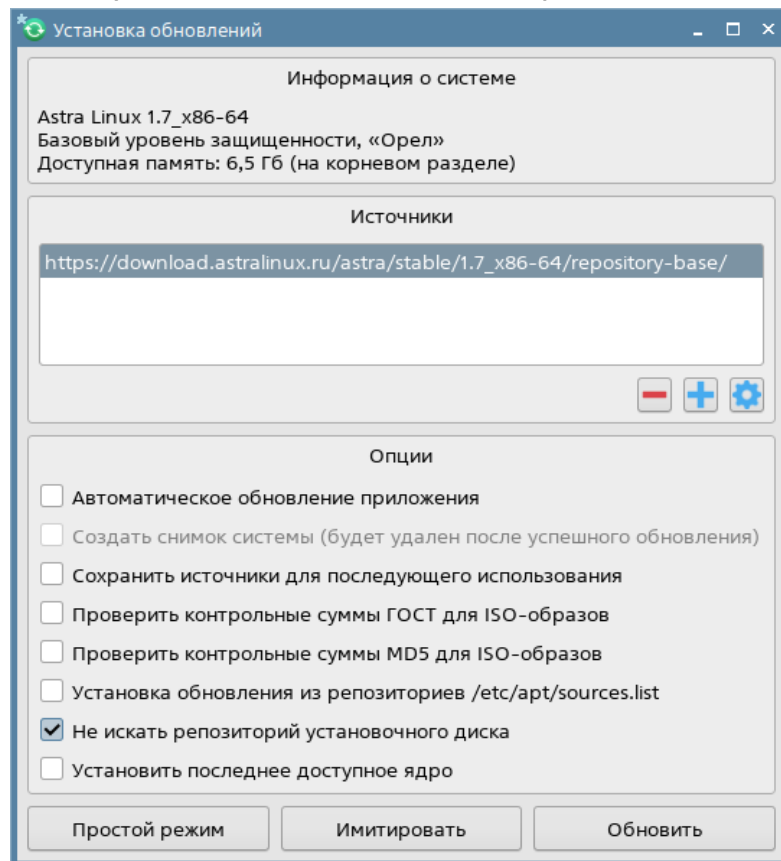 Установка обновлений
Информация о системе
Astra Linux 1.7_x86-64
Базовый уровень защищенности, «Орел»
Доступная память: 6,5 Гб (на корневом разделе)
Источники
https://download.astralinux.ru/astra/stable/1.7_x86-64/repository-base/
Опции
Автоматическое обновление приложения
Создать снимок системы (будет удален после успешного обновления)
Сохранить источники для последующего использования
Проверить контрольные суммы ГОСТ для ISO-образов
Проверить контрольные суммы MD5 для ISO-образов
Установка обновления из репозиториев /etc/apt/sources.list
Не искать репозиторий установочного диска
Установить последнее доступное ядро
Простой режим
Имитировать
Обновить